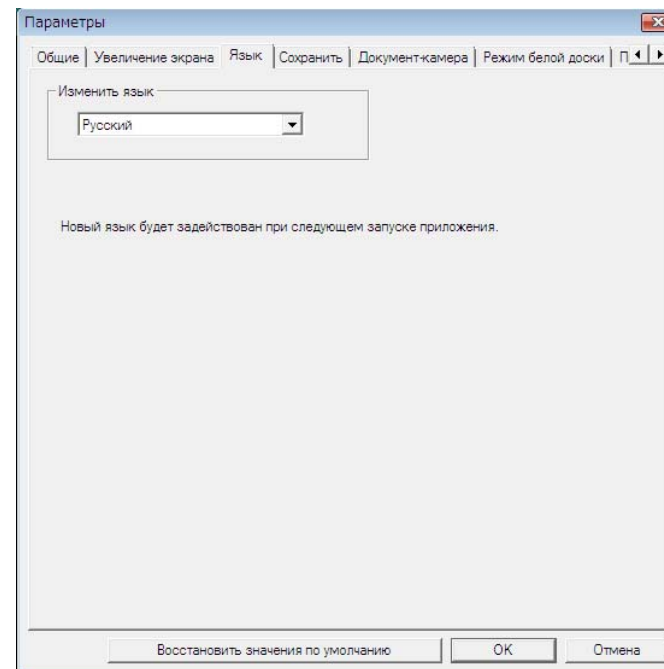 Параметры
Общие Увеличение экрана Язык Сохранить Документ-камера Режим белой доски П
Изменить язык
Русский
Новый язык будет задействован при следующем запуске приложения.
Восстановить значения по умолчанию OK Отмена